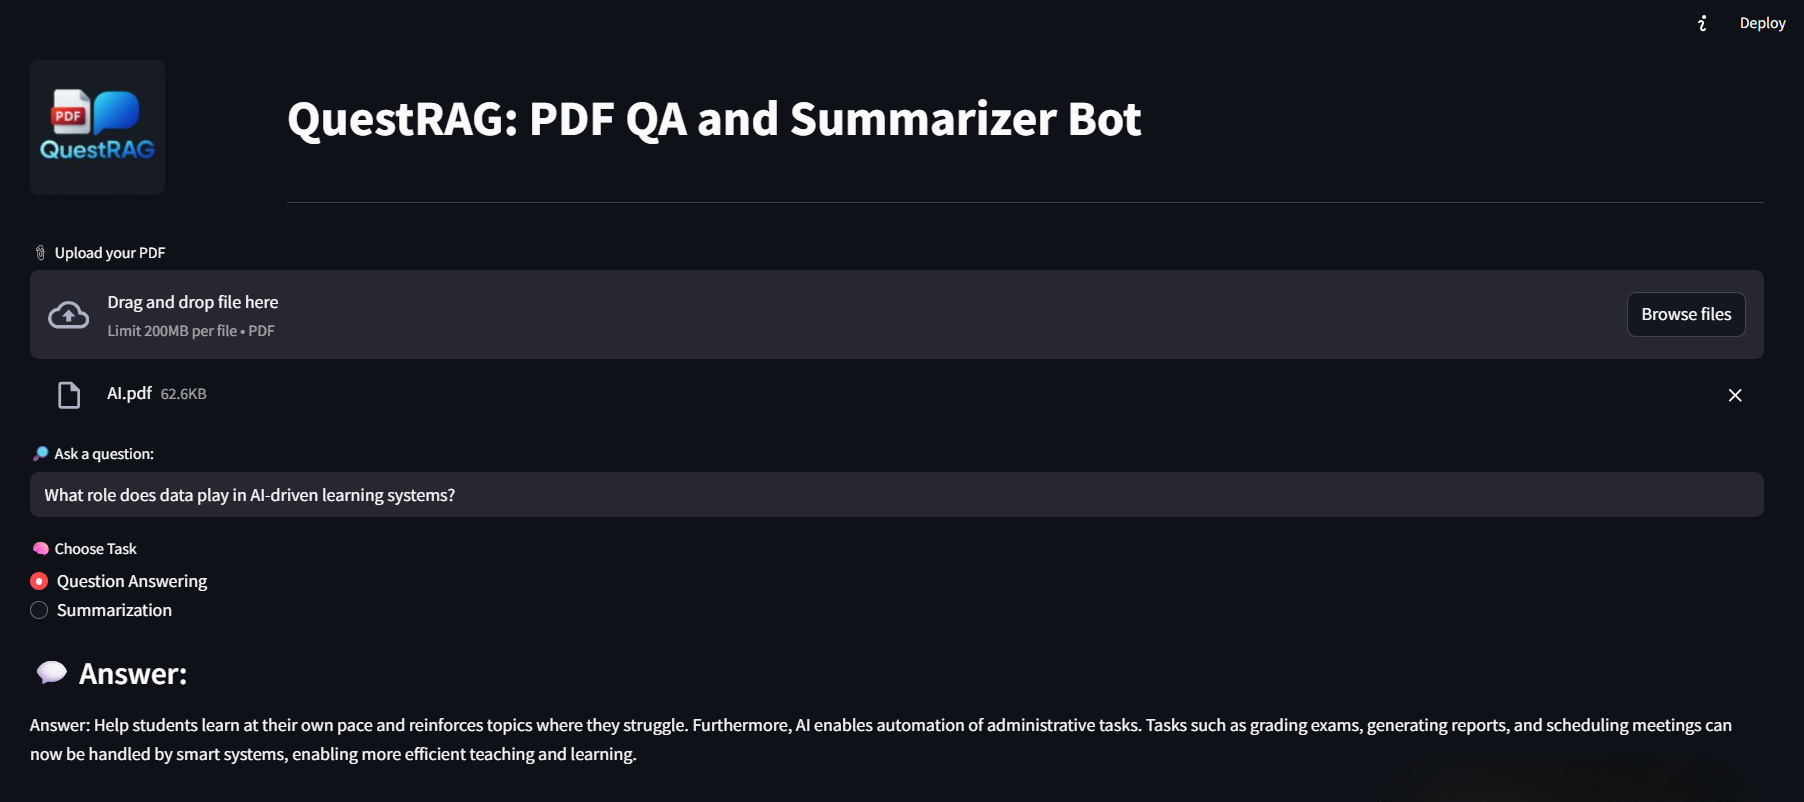 Deploy
PDF
QuestRAG
QuestRAG: PDF QA and Summarizer Bot
Upload your PDF
Drag and drop file here
Limit 200MB per file • PDF
Browse files
AI.pdf 62.6KB
Ask a question:
What role does data play in AI-driven learning systems?
Choose Task
Question Answering
Summarization
Answer:
Answer: Help students learn at their own pace and reinforces topics where they struggle. Furthermore, AI enables automation of administrative tasks. Tasks such as grading exams, generating reports, and scheduling meetings can
now be handled by smart systems, enabling more efficient teaching and learning.